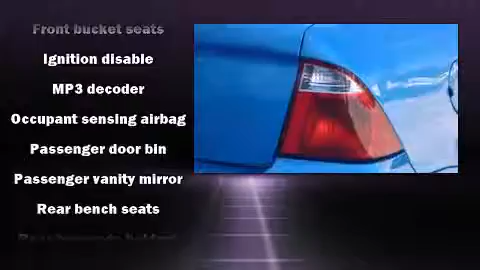 Front bucket seats
Ignition disable
MP3 decoder
Occupant sensing airbag
Passenger door bin
Passenger vanity mirror
Rear bench seats